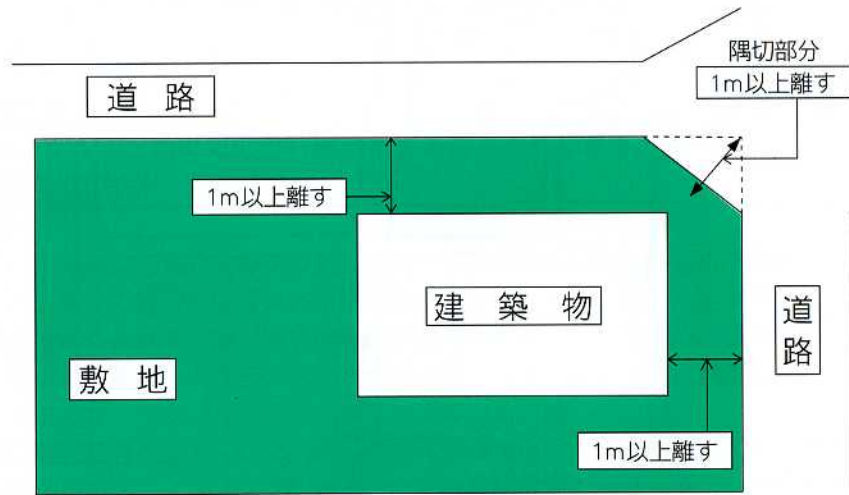 隅切部分
1m以上離す
道 路
1m以上離す
建 築 物
道
路
敷 地
1m以上離す